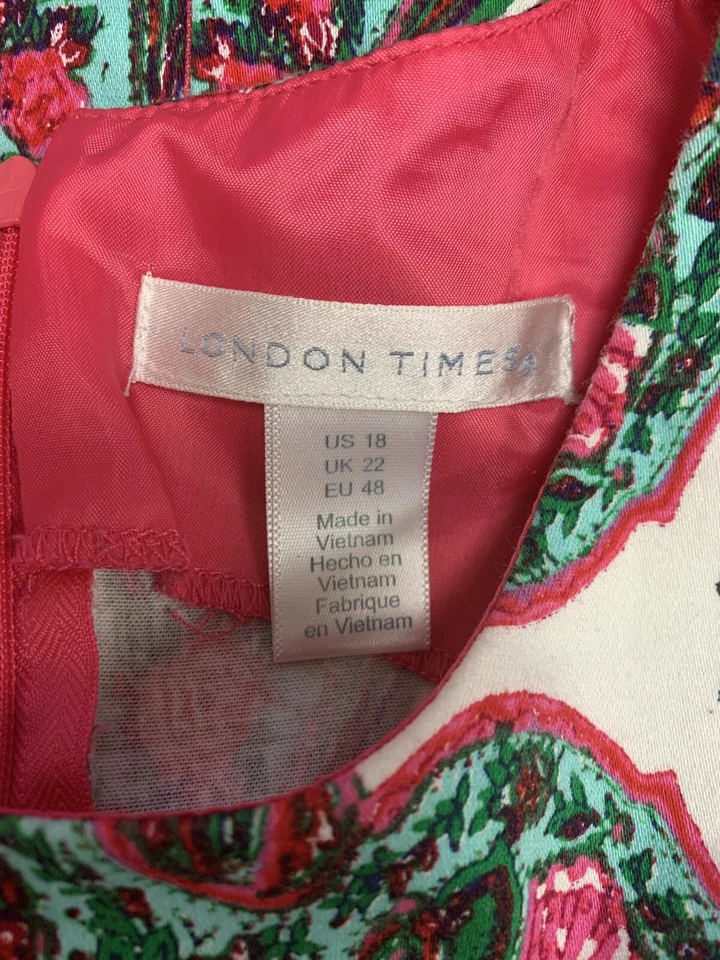 LONDON TIMES®
US 18
UK 22
EU 48
Made in
Vietnam
Hecho en
Vietnam
Fabrique
en Vietnam